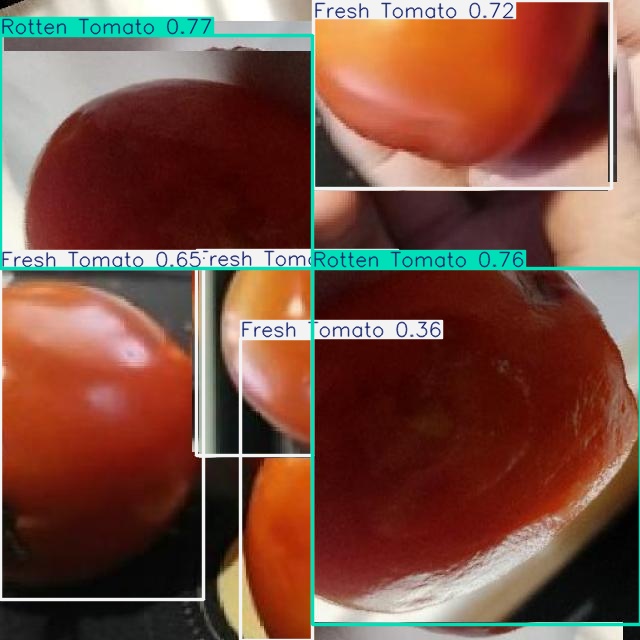 Fresh Tomato 0.72
Rotten Tomato 0.77
Fresh Tomato 0.65
Rotten Tomato 0.76
Fresh Tomato 0.36